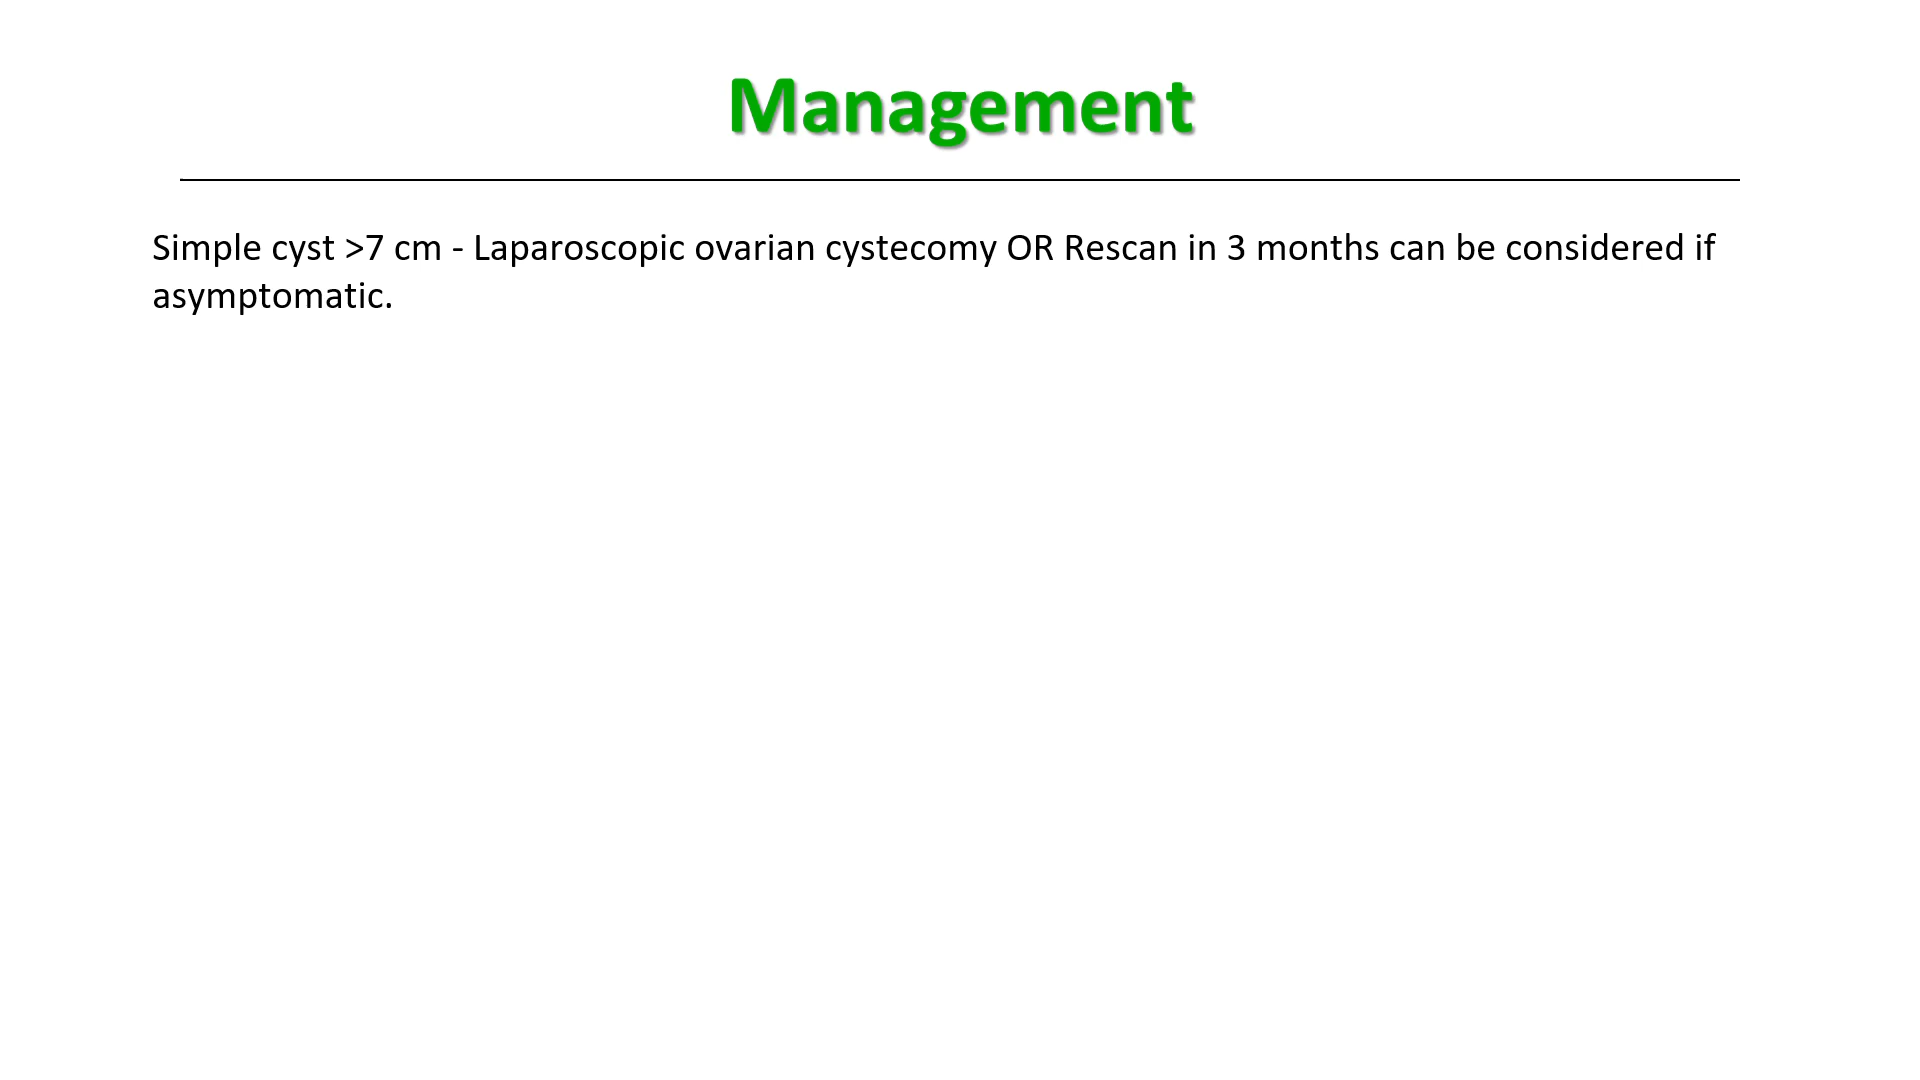 Management
Simple cyst >7 cm - Laparoscopic ovarian cystecomy OR Rescan in 3 months can be considered if
asymptomatic.